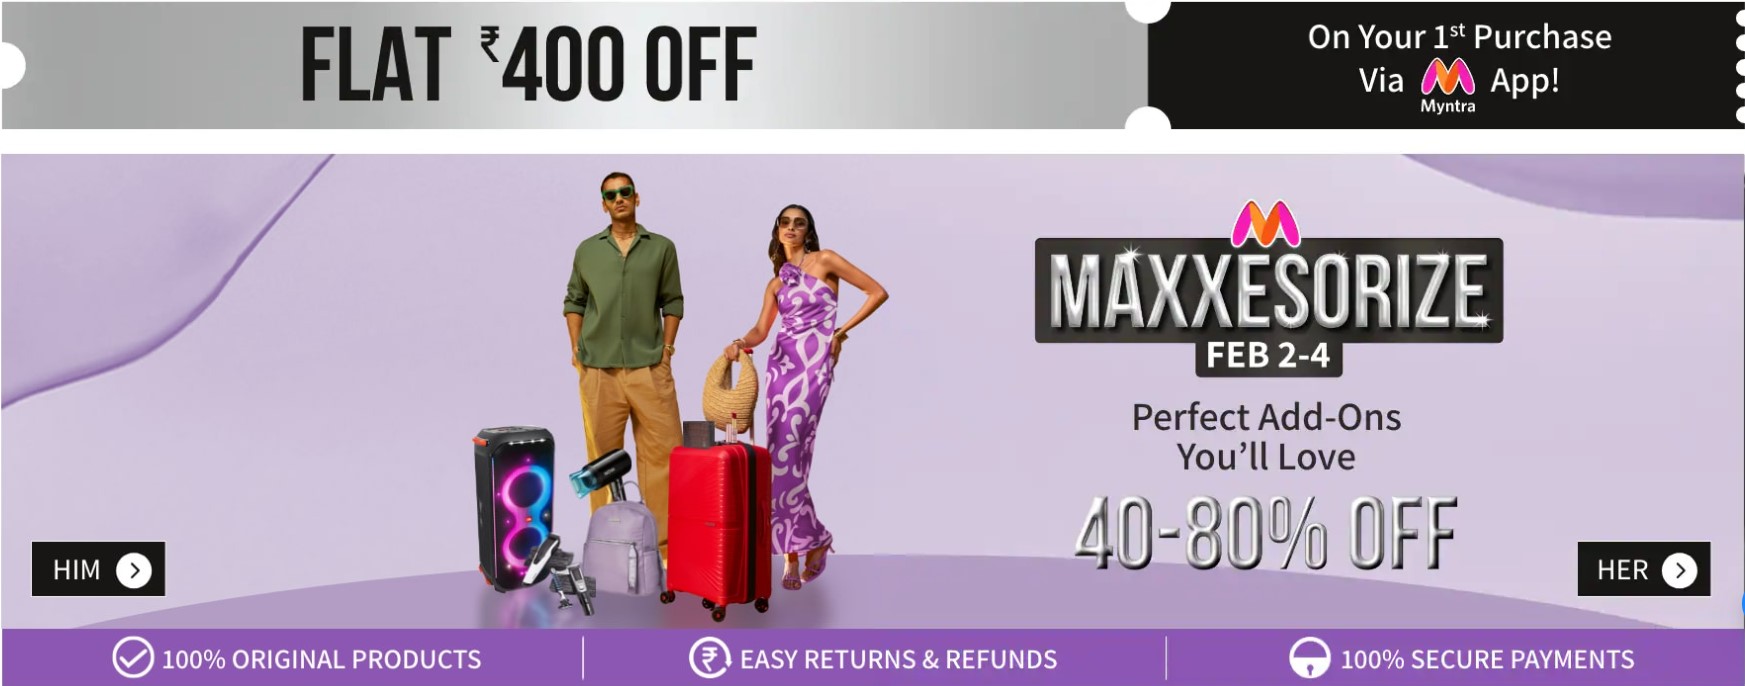 FLAT ₹400 OFF
On Your 1st Purchase
Via Myntra App!
MAXXESORIZE
FEB 2-4
Perfect Add-Ons
You'll Love
40-80% OFF
HIM
HER
100% ORIGINAL PRODUCTS
EASY RETURNS & REFUNDS
100% SECURE PAYMENTS